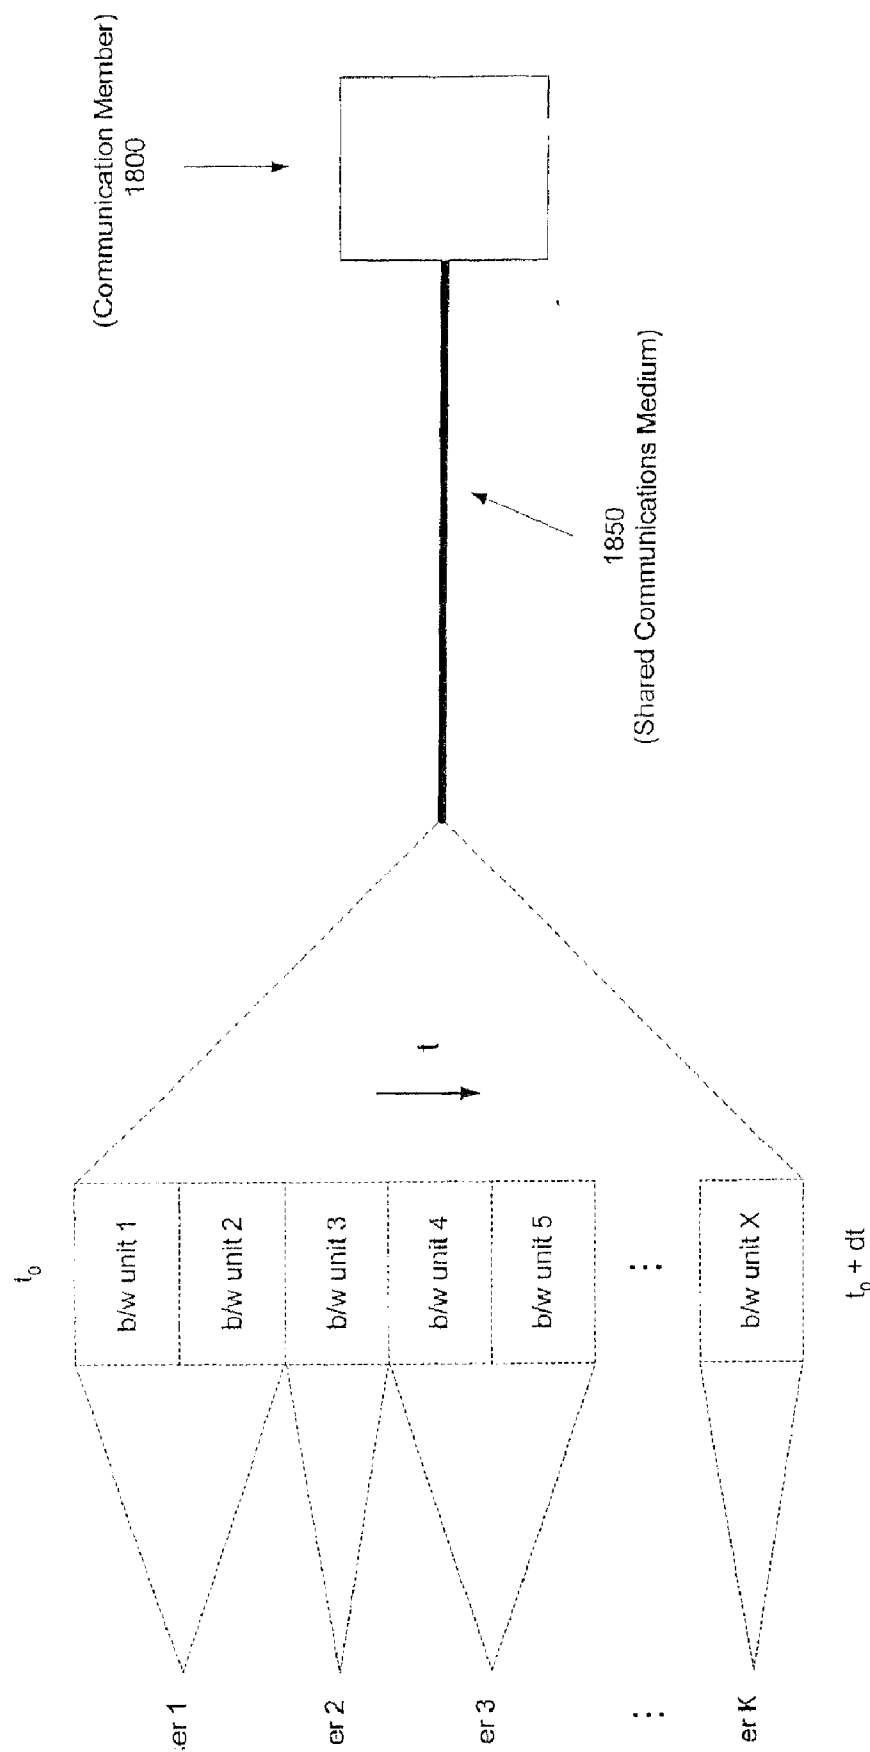 (Communication Member)
1800
1850
(Shared Communications Medium)
t
t₀
b/w unit 1
b/w unit 2
b/w unit 3
b/w unit 4
b/w unit 5
⋮
b/w unit X
t₀ + dt
ser 1
er 2
er 3
⋮
er K